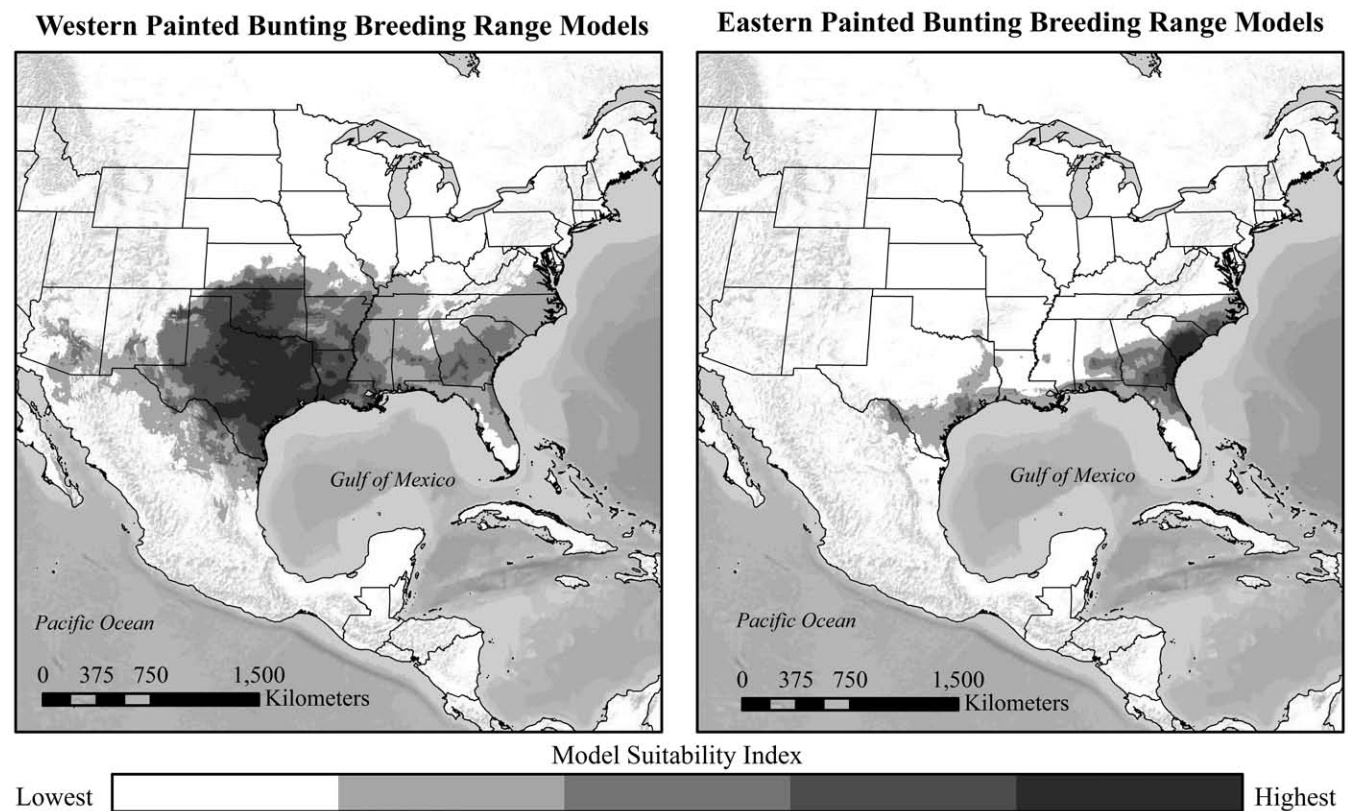 Western Painted Bunting Breeding Range Models
Eastern Painted Bunting Breeding Range Models
Gulf of Mexico
Pacific Ocean
0 375 750 1,500
Kilometers
Gulf of Mexico
Pacific Ocean
0 375 750 1,500
Kilometers
Model Suitability Index
Lowest
Highest